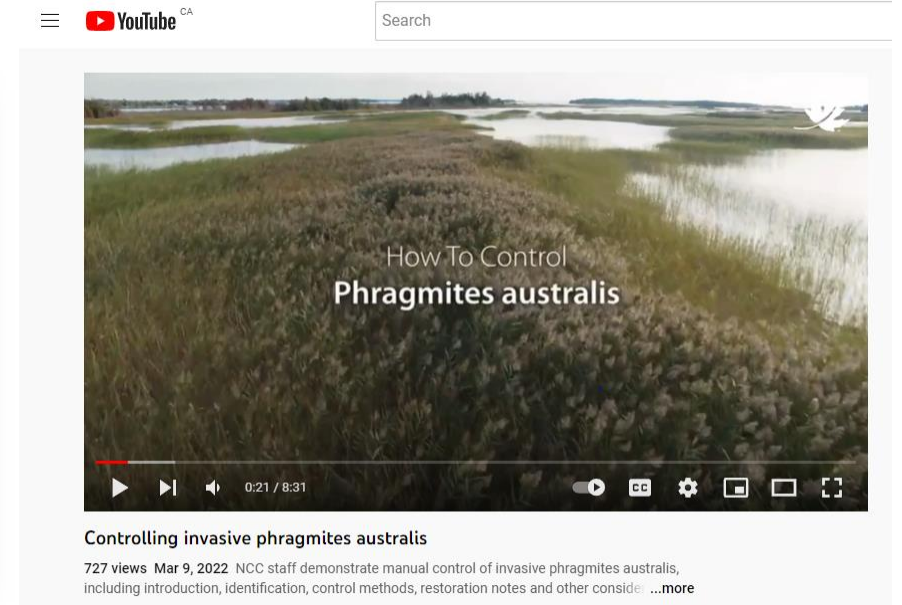 YouTube CA
Search
How To Control
Phragmites australis
0:21 / 8:31
CC
Controlling invasive phragmites australis
727 views Mar 9, 2022 NCC staff demonstrate manual control of invasive phragmites australis,
including introduction, identification, control methods, restoration notes and other conside ...more